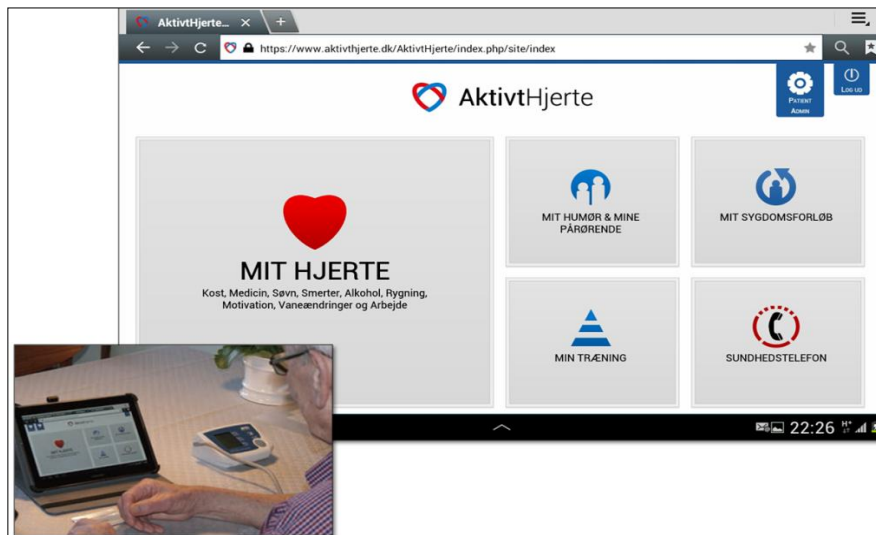 AktivtHjerte...
https://www.aktivthjerte.dk/AktivtHjerte/index.php/site/index
AktivtHjerte
PATIENT
ADMIN
LOG UD
MIT HJERTE
Kost, Medicin, Søvn, Smerter, Alkohol, Rygning,
Motivation, Vaneændringer og Arbejde
MIT HUMØR & MINE
PÅRØRENDE
MIT SYGDOMSFORLØB
MIN TRÆNING
SUNDHEDSTELEFON
22:26
H+
MIT HJERTE